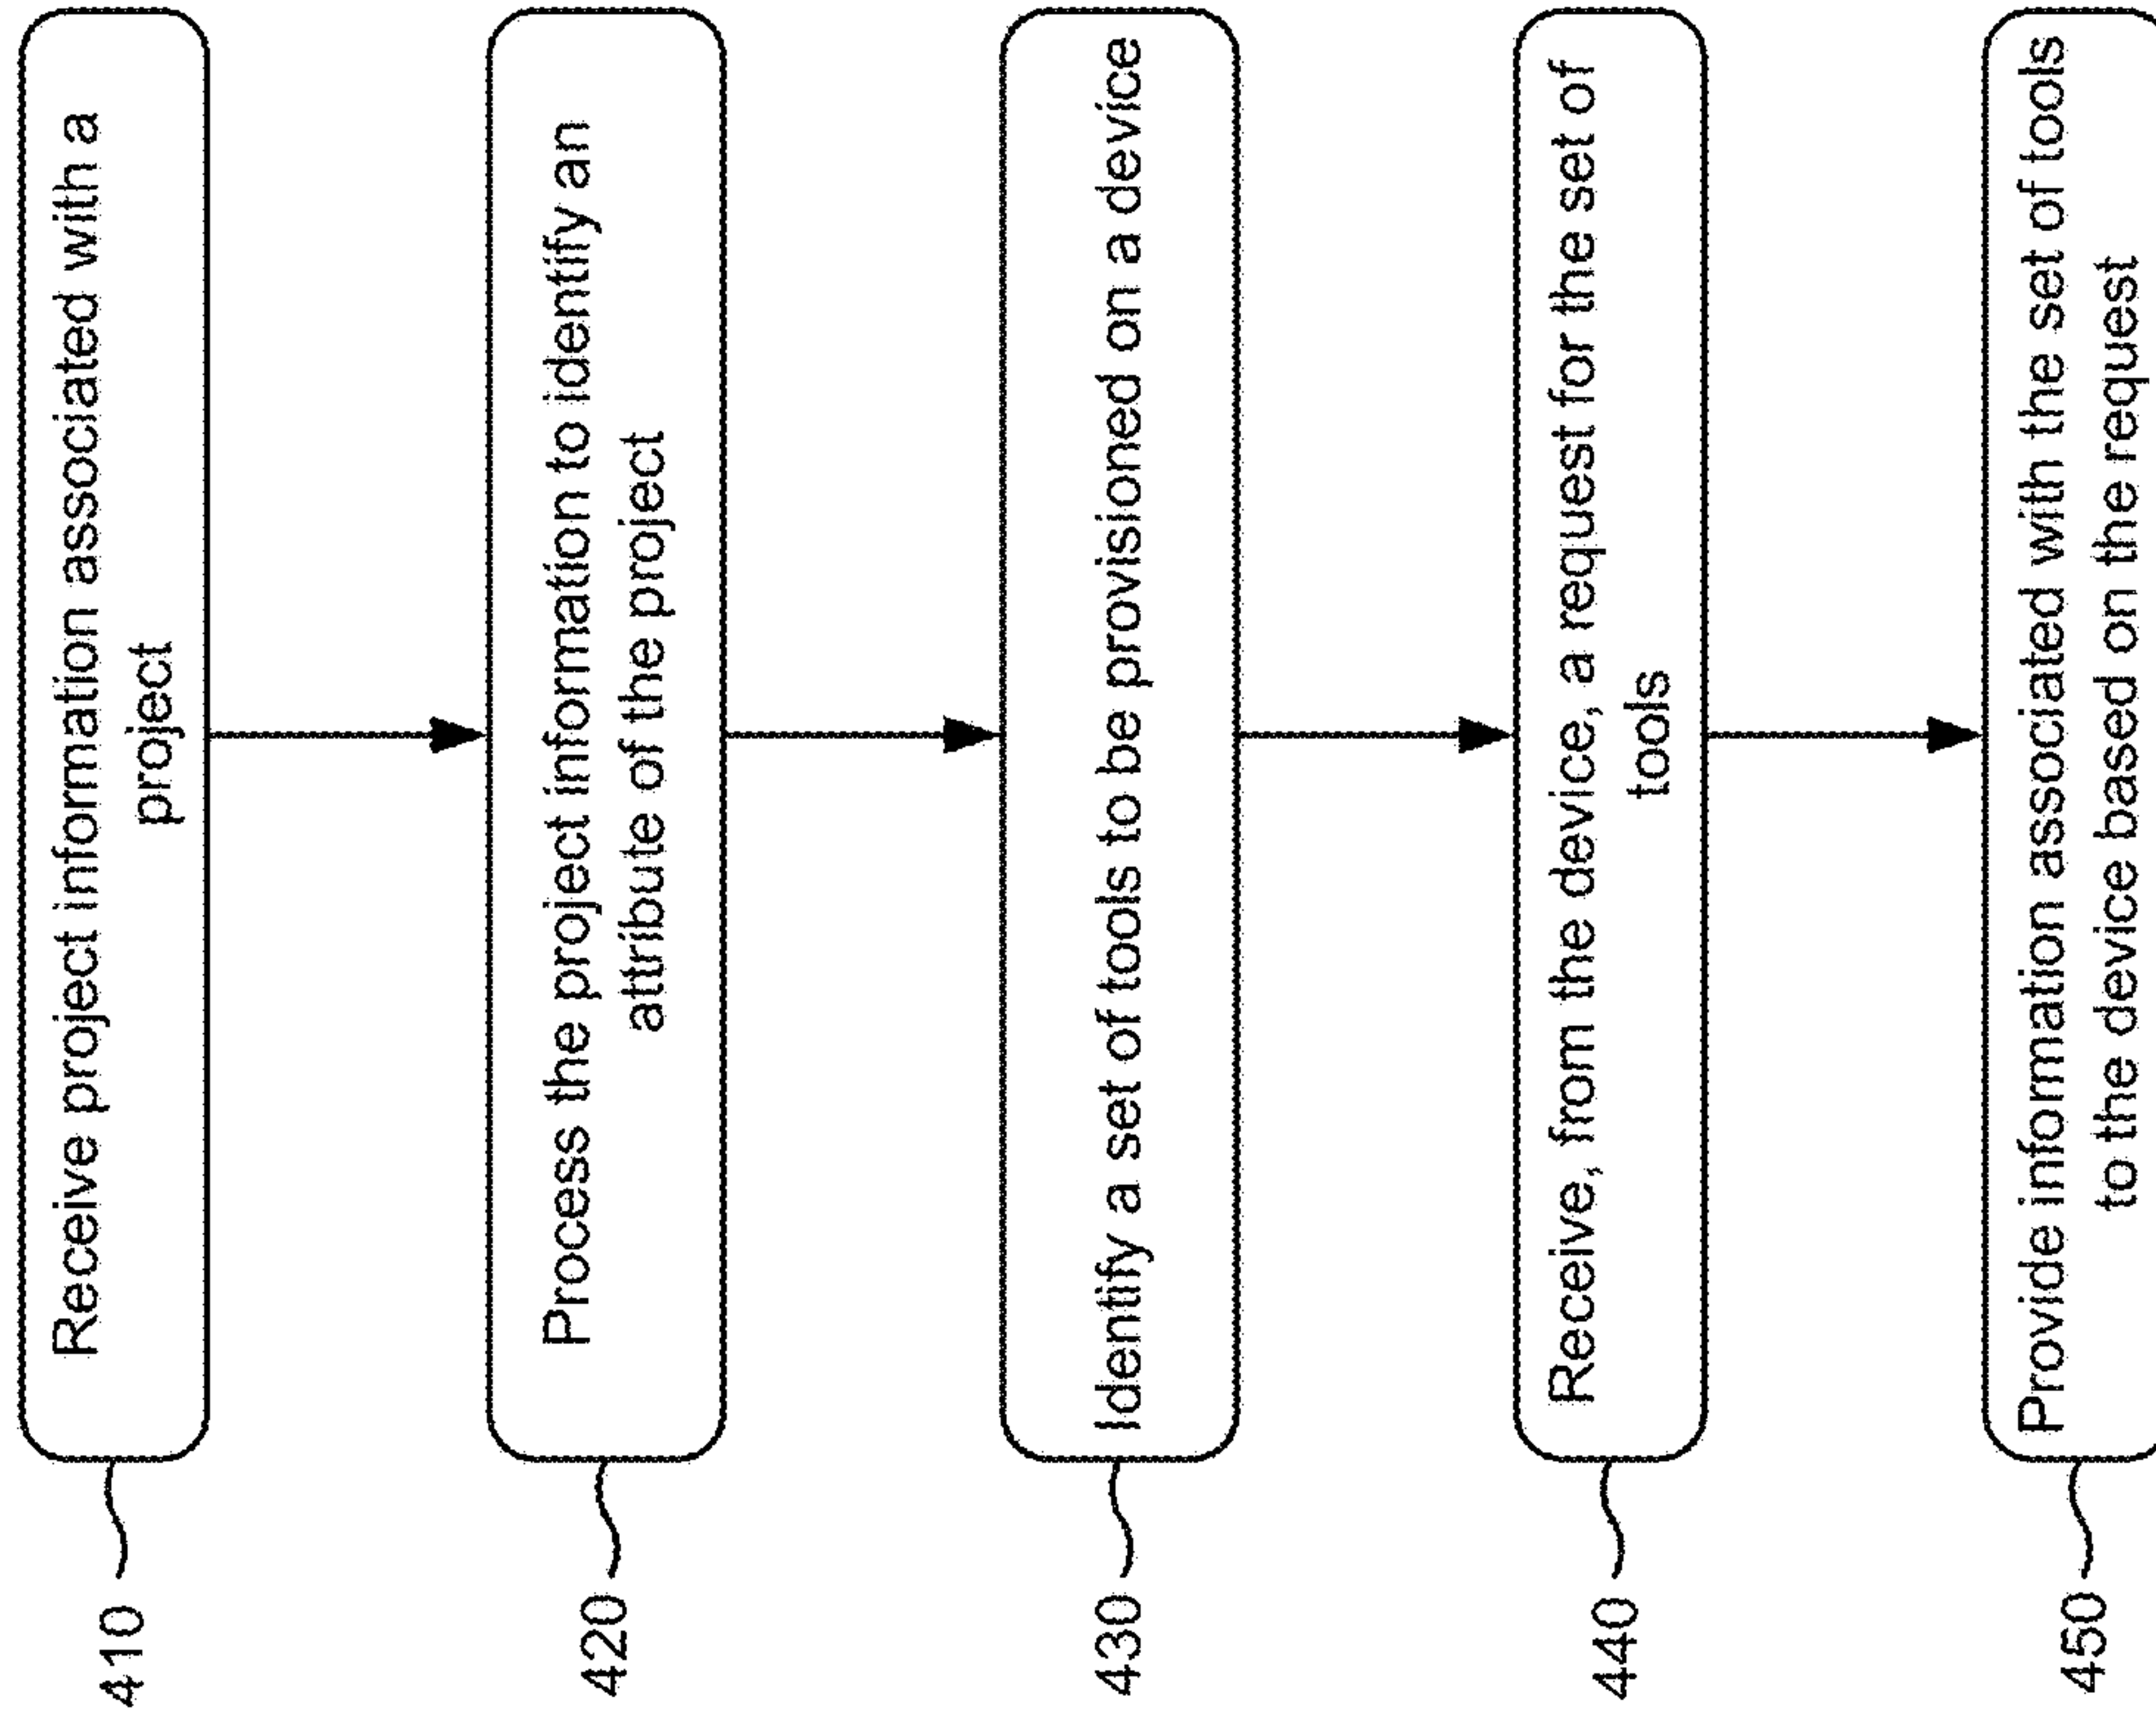 410
Receive project information associated with a
project
420
Process the project information to identify an
attribute of the project
430
Identify a set of tools to be provisioned on a device
440
Receive, from the device, a request for the set of
tools
450
Provide information associated with the set of tools
to the device based on the request